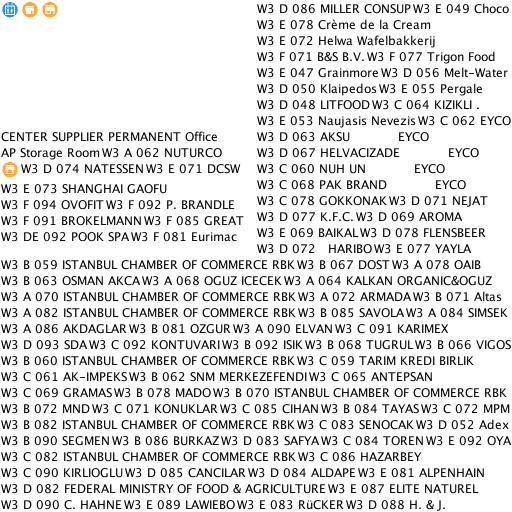 W3 D 086 MILLER CONSUP W3 E 049 Choco
W3 E 078 Crème de la Cream
W3 E 072 Helwa Wafelbakkerij
W3 F 071 B&S B.V. W3 F 077 Trigon Food
W3 E 047 Grainmore W3 D 056 Melt-Water
W3 D 050 Klaipedos W3 E 055 Pergale
W3 D 048 LITFOOD W3 C 064 KIZIKLI .
W3 E 053 Naujasis Nevezis W3 C 062 EYCO
CENTER SUPPLIER PERMANENT Office
W3 D 063 AKSU EYCO
AP Storage Room W3 A 062 NUTURCO
W3 D 067 HELVACIZADE EYCO
W3 D 074 NATESSEN W3 E 071 DCSW
W3 C 060 NUH UN EYCO
W3 E 073 SHANGHAI GAOFU
W3 C 068 PAK BRAND EYCO
W3 F 094 OVOFIT W3 F 092 P. BRANDLE
W3 C 078 GOKKONAK W3 D 071 NEJAT
W3 F 091 BROKELMANN W3 F 085 GREAT
W3 D 077 K.F.C. W3 D 069 AROMA
W3 DE 092 POOK SPA W3 F 081 Eurimac
W3 E 069 BAIKAL W3 D 078 FLENSBEER
W3 D 072 HARIBO W3 E 077 YAYLA
W3 B 059 ISTANBUL CHAMBER OF COMMERCE RBK W3 B 067 DOST W3 A 078 OAIB
W3 B 063 OSMAN AKCA W3 A 068 OGUZ ICECEK W3 A 064 KALKAN ORGANIC&OGUZ
W3 A 070 ISTANBUL CHAMBER OF COMMERCE RBK W3 A 072 ARMADA W3 B 071 Altas
W3 A 082 ISTANBUL CHAMBER OF COMMERCE RBK W3 B 085 SAVOLA W3 A 084 SIMSEK
W3 A 086 AKDAGLAR W3 B 081 OZGUR W3 A 090 ELVAN W3 C 091 KARIMEX
W3 D 093 SDA W3 C 092 KONTUVARI W3 B 092 ISIK W3 B 068 TUGRUL W3 B 066 VIGOS
W3 B 060 ISTANBUL CHAMBER OF COMMERCE RBK W3 C 059 TARIM KREDI BIRLIK
W3 C 061 AK-IMPEKS W3 B 062 SNM MERKEZEFENDI W3 C 065 ANTEPSAN
W3 C 069 GRAMAS W3 B 078 MADO W3 B 070 ISTANBUL CHAMBER OF COMMERCE RBK
W3 B 072 MND W3 C 071 KONUKLAR W3 C 085 CIHAN W3 B 084 TAYAS W3 C 072 MPM
W3 B 082 ISTANBUL CHAMBER OF COMMERCE RBK W3 C 083 SENOCAK W3 D 052 Adex
W3 B 090 SEGMEN W3 B 086 BURKAZ W3 D 083 SAFYA W3 C 084 TOREN W3 E 092 OYA
W3 C 082 ISTANBUL CHAMBER OF COMMERCE RBK W3 C 086 HAZARBEY
W3 C 090 KIRLIOGLU W3 D 085 CANCILAR W3 D 084 ALDAPE W3 E 081 ALPENHAIN
W3 D 082 FEDERAL MINISTRY OF FOOD & AGRICULTURE W3 E 087 ELITE NATUREL
W3 D 090 C. HAHNE W3 E 089 LAWIEBO W3 E 083 RüCKER W3 D 088 H. & J.